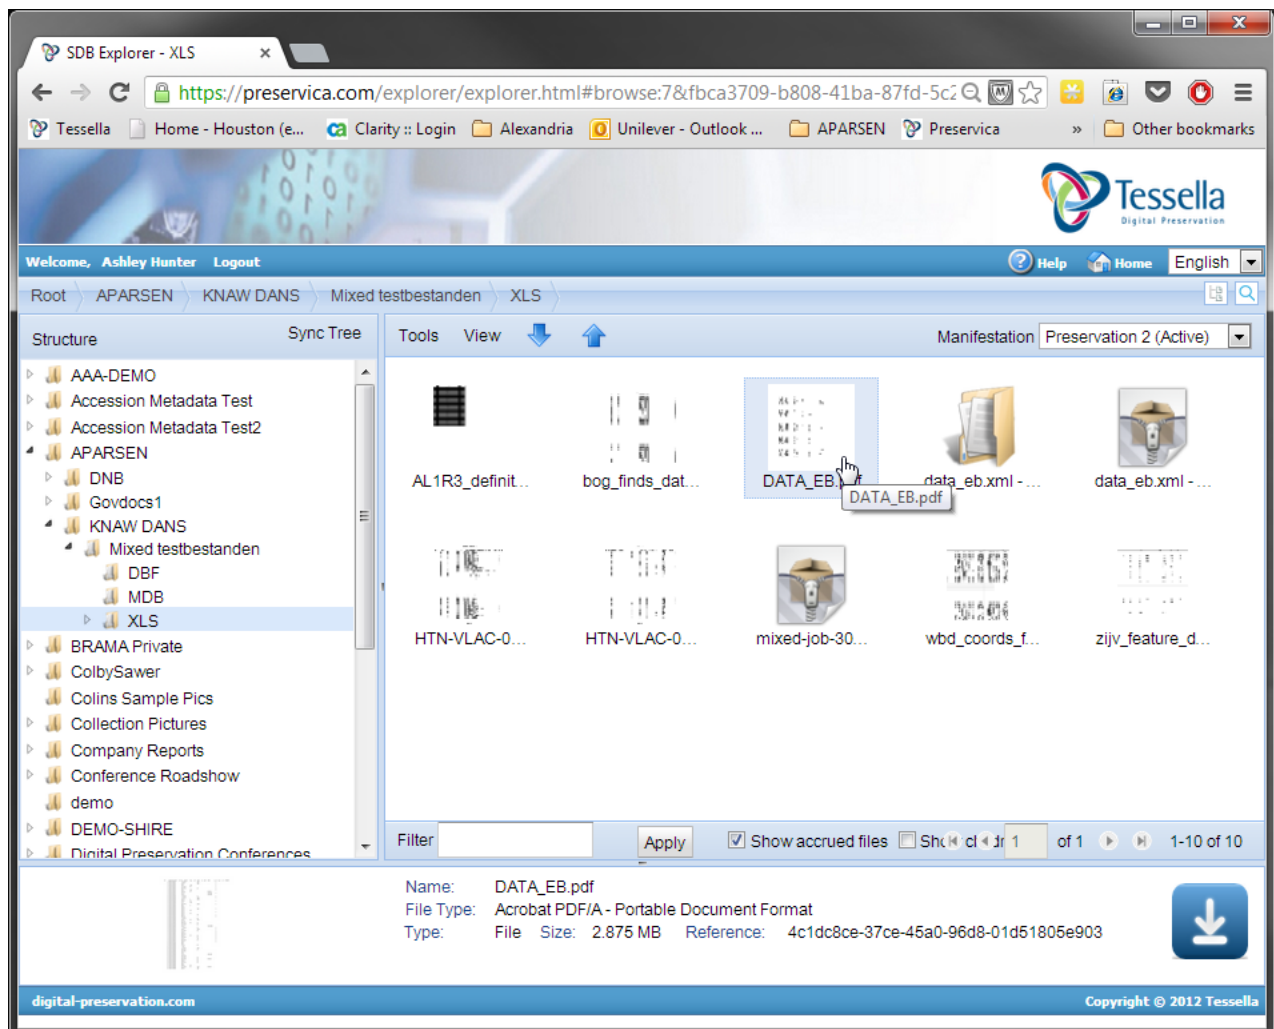 SDB Explorer - XLS
https://preservica.com/explorer/explorer.html#browse:7&fbca3709-b808-41ba-87fd-5c2
Tessella Home - Houston (e... Clarity :: Login Alexandria Unilever - Outlook ... APARSEN Preservica » Other bookmarks
Tessella
Digital Preservation
Welcome, Ashley Hunter Logout Help Home English
Root APARSEN KNAW DANS Mixed testbestanden XLS
Structure Sync Tree Tools View Manifestation Preservation 2 (Active)
AAA-DEMO
Accession Metadata Test
Accession Metadata Test2
APARSEN
DNB
Govdocs1
KNAW DANS
Mixed testbestanden
DBF
MDB
XLS
BRAMA Private
ColbySawer
Colins Sample Pics
Collection Pictures
Company Reports
Conference Roadshow
demo
DEMO-SHIRE
Digital Preservation Conferences
AL1R3_definit... bog_finds_dat... DATA_EB.pdf data_eb.xml - ... data_eb.xml - ...
DATA_EB.pdf
HTN-VLAC-0... HTN-VLAC-0... mixed-job-30... wbd_coords_f... zijv_feature_d...
Filter Apply Show accrued files 1 of 1 1-10 of 10
Name: DATA_EB.pdf
File Type: Acrobat PDF/A - Portable Document Format
Type: File Size: 2.875 MB Reference: 4c1dc8ce-37ce-45a0-96d8-01d51805e903
digital-preservation.com Copyright © 2012 Tessella